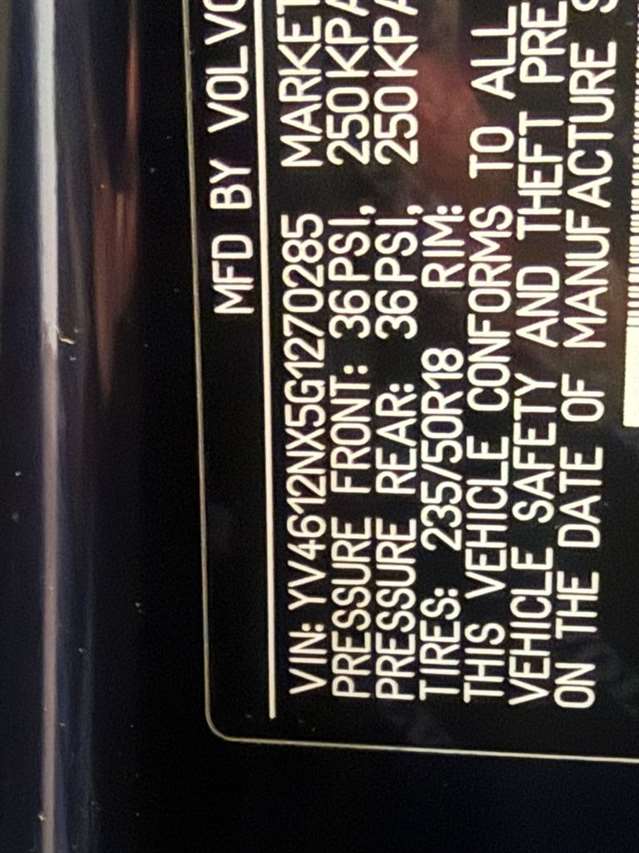 MFD BY VOLVO
VIN: YV4612NX5G1270285 MARKET
PRESSURE FRONT: 36PSI, 250KPA
PRESSURE REAR: 36PSI, 250KPA
TIRES: 235/50R18 RIM:
THIS VEHICLE CONFORMS TO ALL
VEHICLE SAFETY AND THEFT PRE
ON THE DATE OF MANUFACTURE S